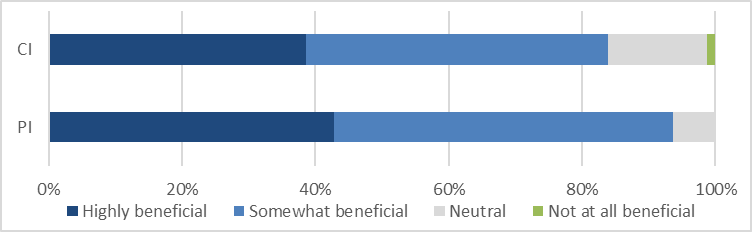 CI
PI
0% 20% 40% 60% 80% 100%
Highly beneficial Somewhat beneficial Neutral Not at all beneficial